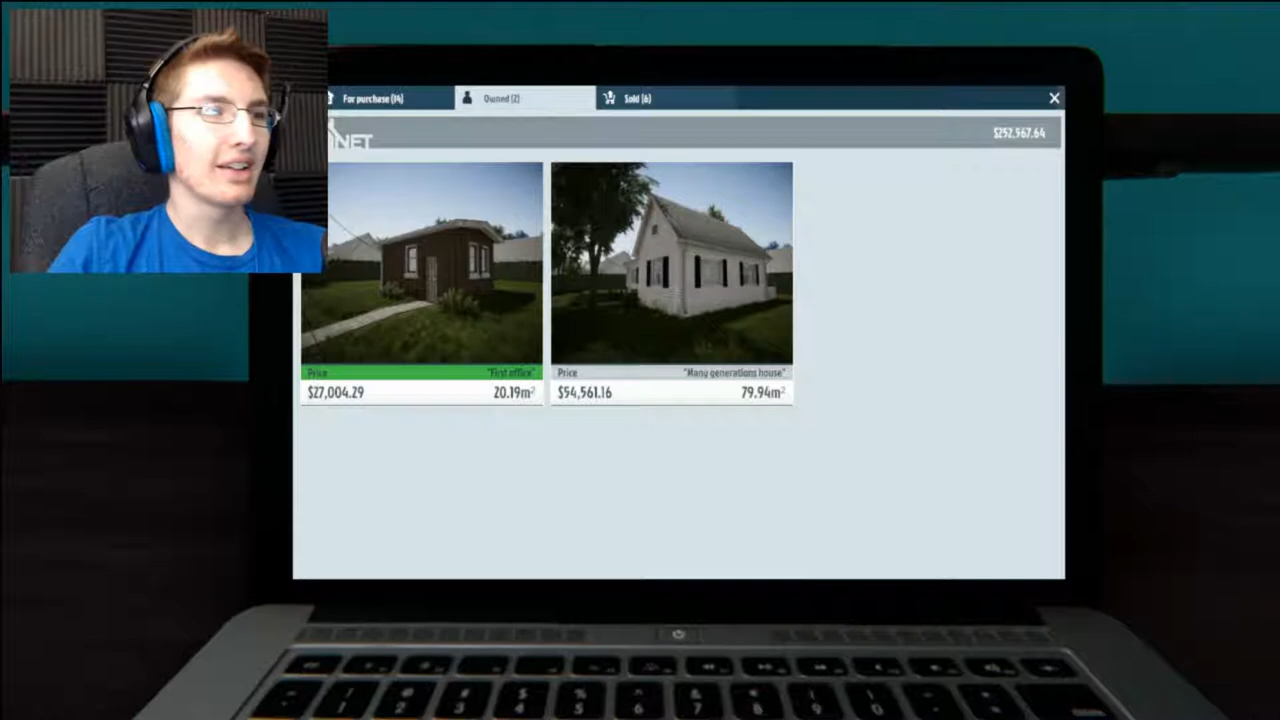 For purchase (14)
Owned (2)
Sold (6)
NET
$252,567.64
Price
"First office"
$27,004.29
20.19m²
Price
"Many generations house"
$54,561.16
79.94m²